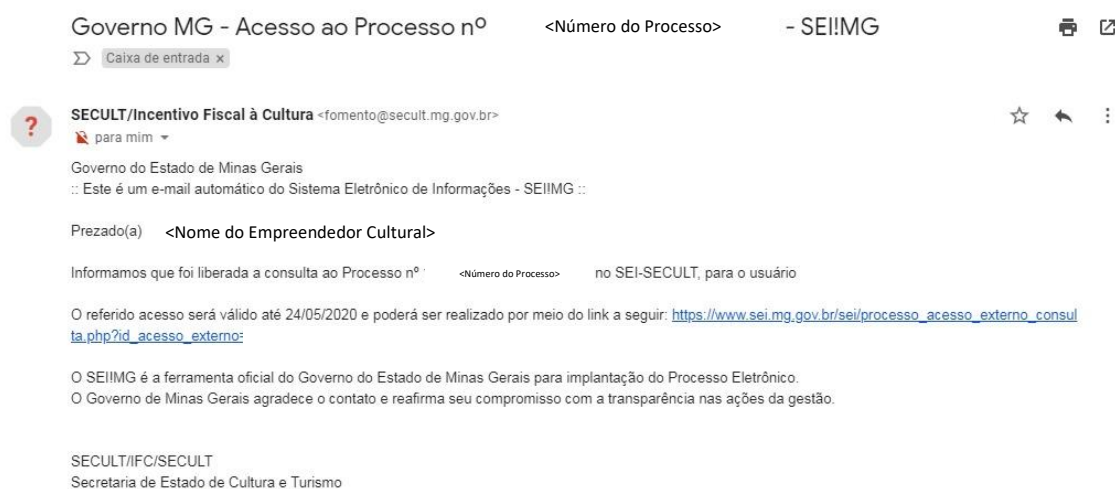 Governo MG - Acesso ao Processo nº <Número do Processo> - SEI!MG
Caixa de entrada x
SECULT/Incentivo Fiscal à Cultura <fomento@secult.mg.gov.br>
para mim
Governo do Estado de Minas Gerais
:: Este é um e-mail automático do Sistema Eletrônico de Informações - SEI!MG ::
Prezado(a) <Nome do Empreendedor Cultural>
Informamos que foi liberada a consulta ao Processo nº <Número do Processo> no SEI-SECULT, para o usuário
O referido acesso será válido até 24/05/2020 e poderá ser realizado por meio do link a seguir: https://www.sei.mg.gov.br/sei/processo_acesso_externo_consul
ta.php?id_acesso_externo=
O SEI!MG é a ferramenta oficial do Governo do Estado de Minas Gerais para implantação do Processo Eletrônico.
O Governo de Minas Gerais agradece o contato e reafirma seu compromisso com a transparência nas ações da gestão.
SECULT/IFC/SECULT
Secretaria de Estado de Cultura e Turismo